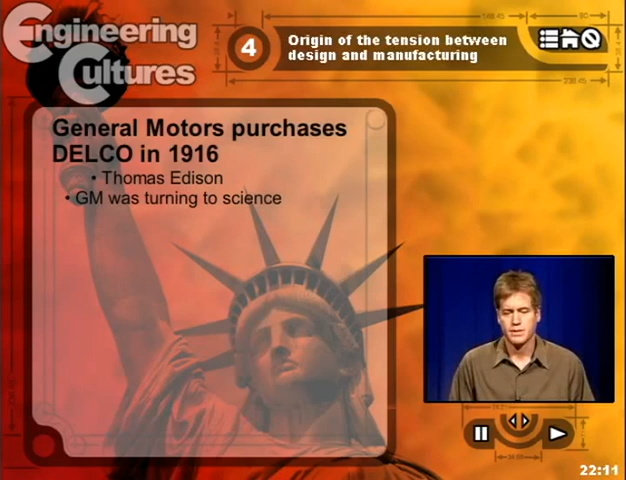 Engineering
Cultures
4
Origin of the tension between
design and manufacturing
General Motors purchases
DELCO in 1916
• Thomas Edison
• GM was turning to science
22:11